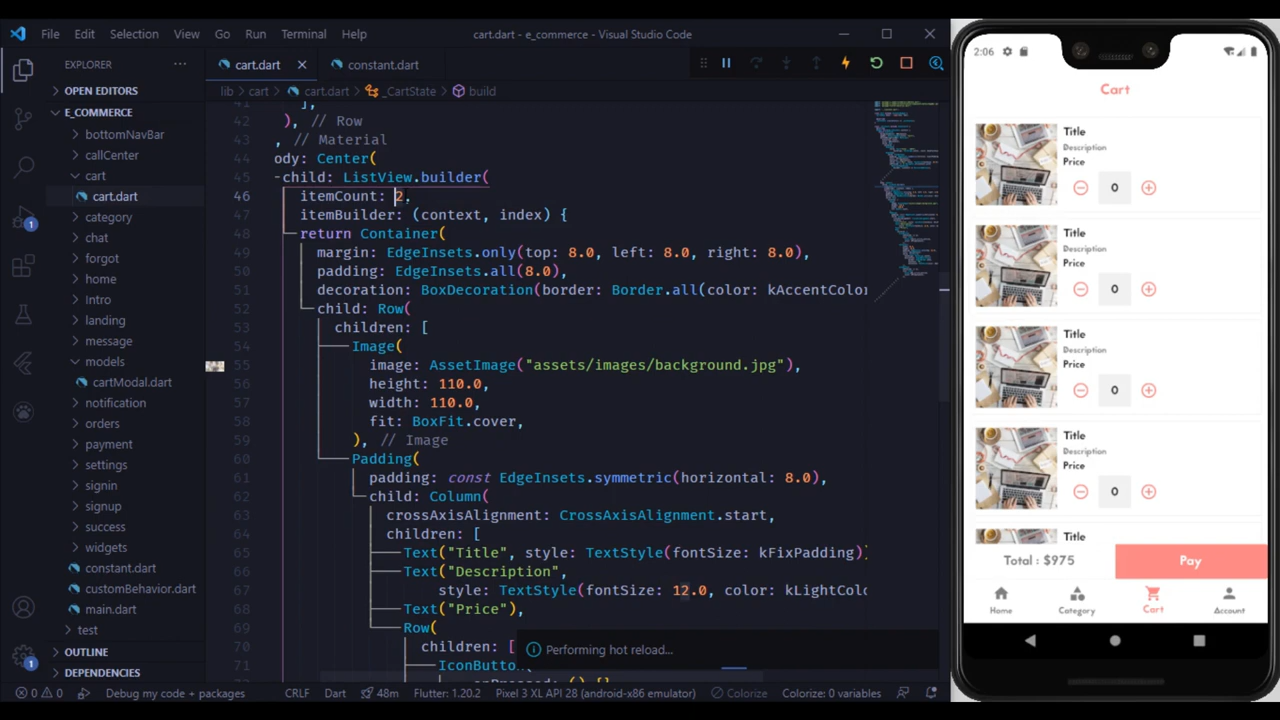 File Edit Selection View Go Run Terminal Help cart.dart - e_commerce - Visual Studio Code
EXPLORER
OPEN EDITORS
E_COMMERCE
bottomNavBar
callCenter
cart
cart.dart
category
chat
forgot
home
Intro
landing
message
models
cartModal.dart
notification
orders
payment
settings
signin
signup
success
widgets
constant.dart
customBehavior.dart
main.dart
test
OUTLINE
DEPENDENCIES
1
1
cart.dart constant.dart
lib cart cart.dart _CartState build
41 ],
42 ), // Row
43 , // Material
44 ody: Center(
45 child: ListView.builder(
46 itemCount: 2,
47 itemBuilder: (context, index) {
48 return Container(
49 margin: EdgeInsets.only(top: 8.0, left: 8.0, right: 8.0),
50 padding: EdgeInsets.all(8.0),
51 decoration: BoxDecoration(border: Border.all(color: kAccentColor
52 child: Row(
53 children: [
54 Image(
55 image: AssetImage("assets/images/background.jpg"),
56 height: 110.0,
57 width: 110.0,
58 fit: BoxFit.cover,
59 ), // Image
60 Padding(
61 padding: const EdgeInsets.symmetric(horizontal: 8.0),
62 child: Column(
63 crossAxisAlignment: CrossAxisAlignment.start,
64 children: [
65 Text("Title", style: TextStyle(fontSize: kFixPadding))
66 Text("Description",
67 style: TextStyle(fontSize: 12.0, color: kLightColo
68 Text("Price"),
69 Row(
70 children: [
71 IconButton
Performing hot reload...
0 0 Debug my code + packages CRLF Dart 48m Flutter: 1.20.2 Pixel 3 XL API 28 (android-x86 emulator) Colorize Colorize: 0 variables
2:06
Cart
Title
Description
Price
0
Title
Description
Price
0
Title
Description
Price
0
Title
Description
Price
0
Title
Total : $975 Pay
Home Category Cart Account